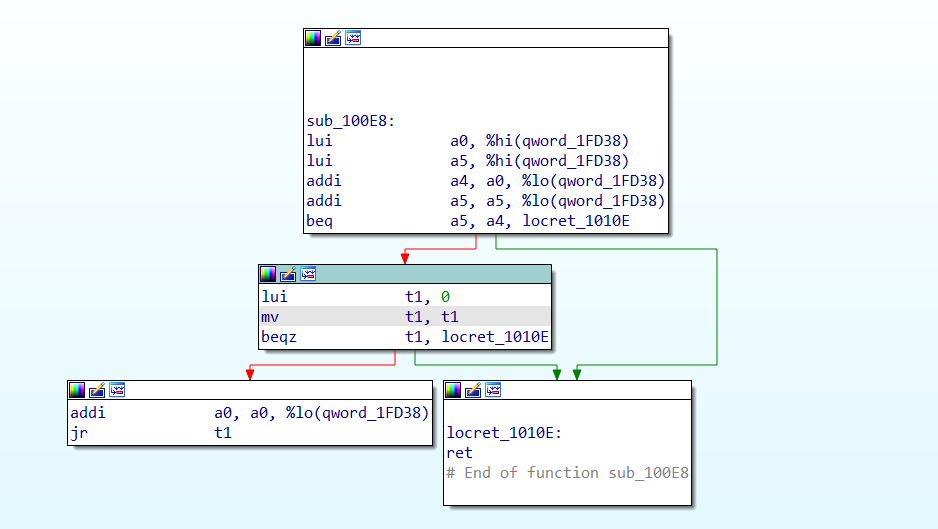 sub_100E8:
lui a0, %hi(qword_1FD38)
lui a5, %hi(qword_1FD38)
addi a4, a0, %lo(qword_1FD38)
addi a5, a5, %lo(qword_1FD38)
beq a5, a4, locret_1010E
lui t1, 0
mv t1, t1
beqz t1, locret_1010E
addi a0, a0, %lo(qword_1FD38)
jr t1
locret_1010E:
ret
# End of function sub_100E8